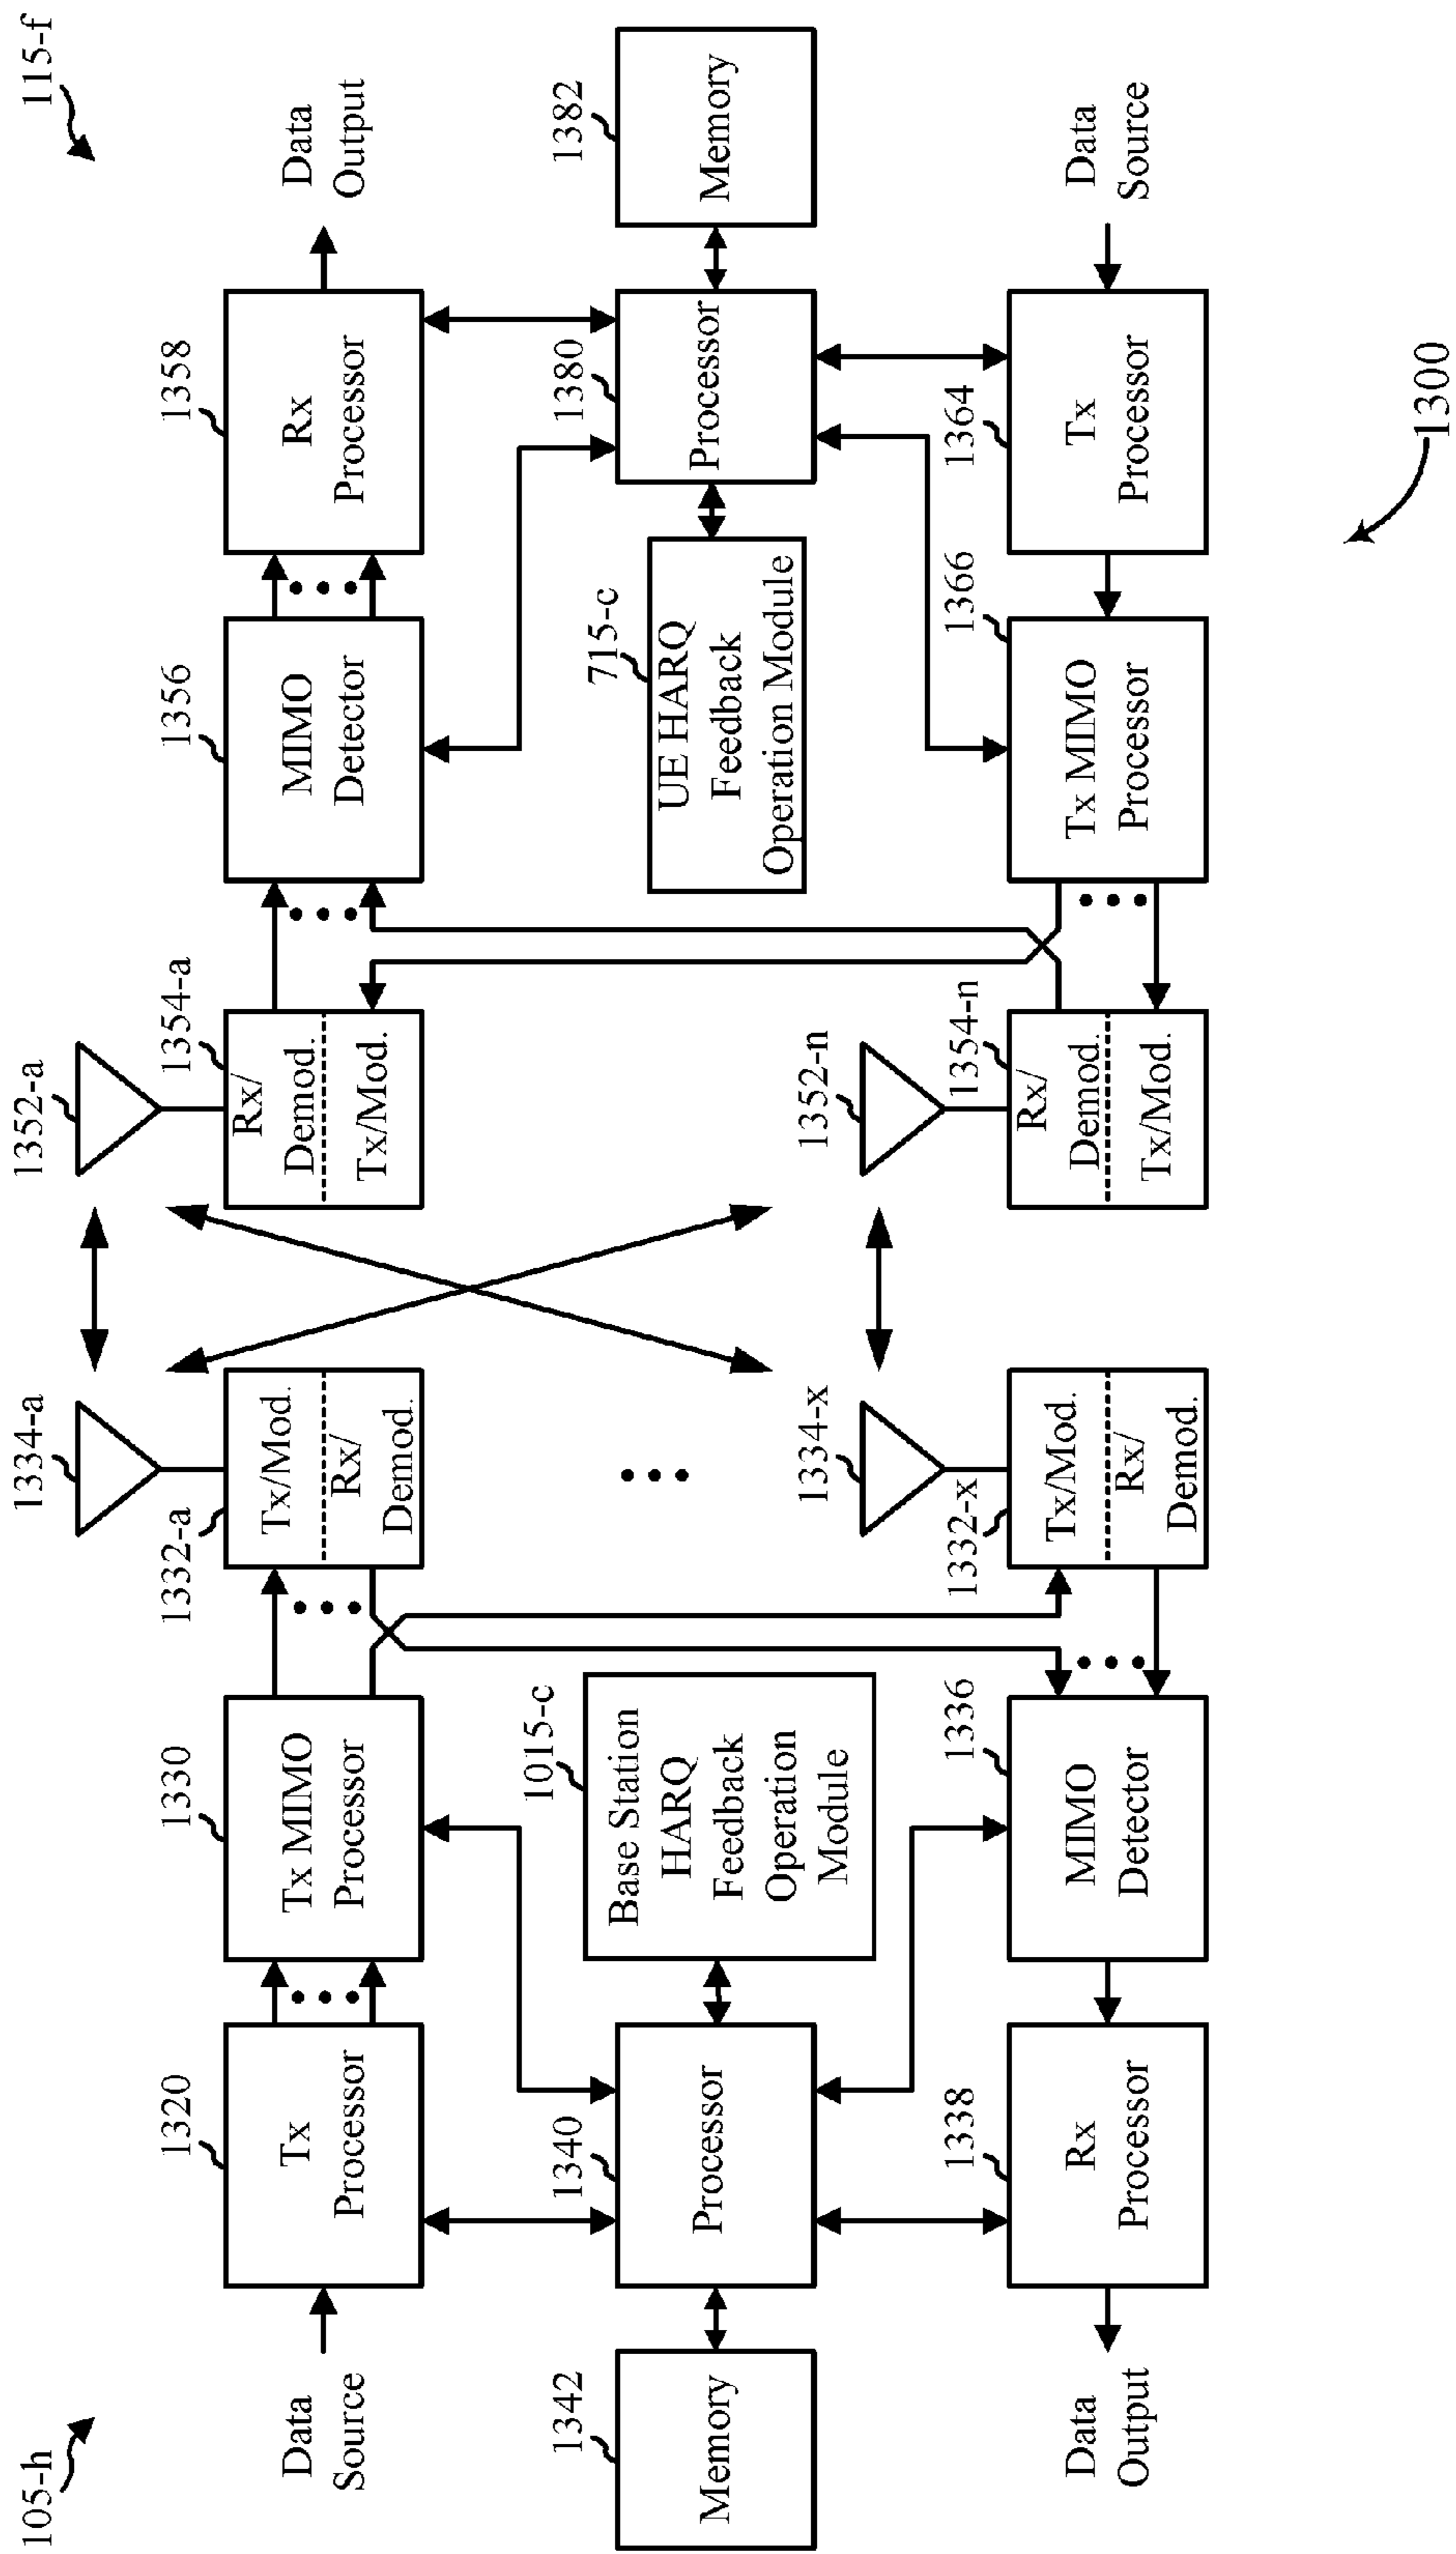 105-h
115-f
1334-a
1352-a
1320
1330
1332-a
1354-a
1356
1358
Data
Source
Tx
Processor
Tx MIMO
Processor
Tx/Mod.
Rx/
Demod.
Rx/
Demod.
Tx/Mod.
MIMO
Detector
Rx
Processor
Data
Output
1342
1340
1015-c
715-c
1380
1382
Memory
Processor
Base Station
HARQ
Feedback
Operation
Module
UE HARQ
Feedback
Operation Module
Processor
Memory
1334-x
1352-n
1338
1336
1332-x
1354-n
1366
1364
Data
Output
Rx
Processor
MIMO
Detector
Tx/Mod.
Rx/
Demod.
Rx/
Demod.
Tx/Mod.
Tx MIMO
Processor
Tx
Processor
Data
Source
1300